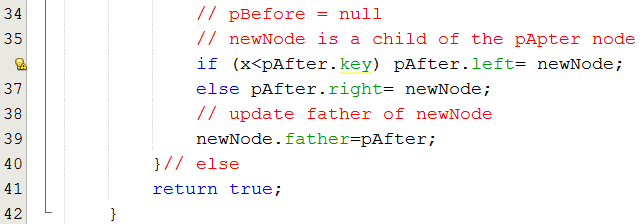 34 // pBefore = null
35 // newNode is a child of the pApter node
if (x<pAfter.key) pAfter.left= newNode;
37 else pAfter.right= newNode;
38 // update father of newNode
39 newNode.father=pAfter;
40 }// else
41 return true;
42 }